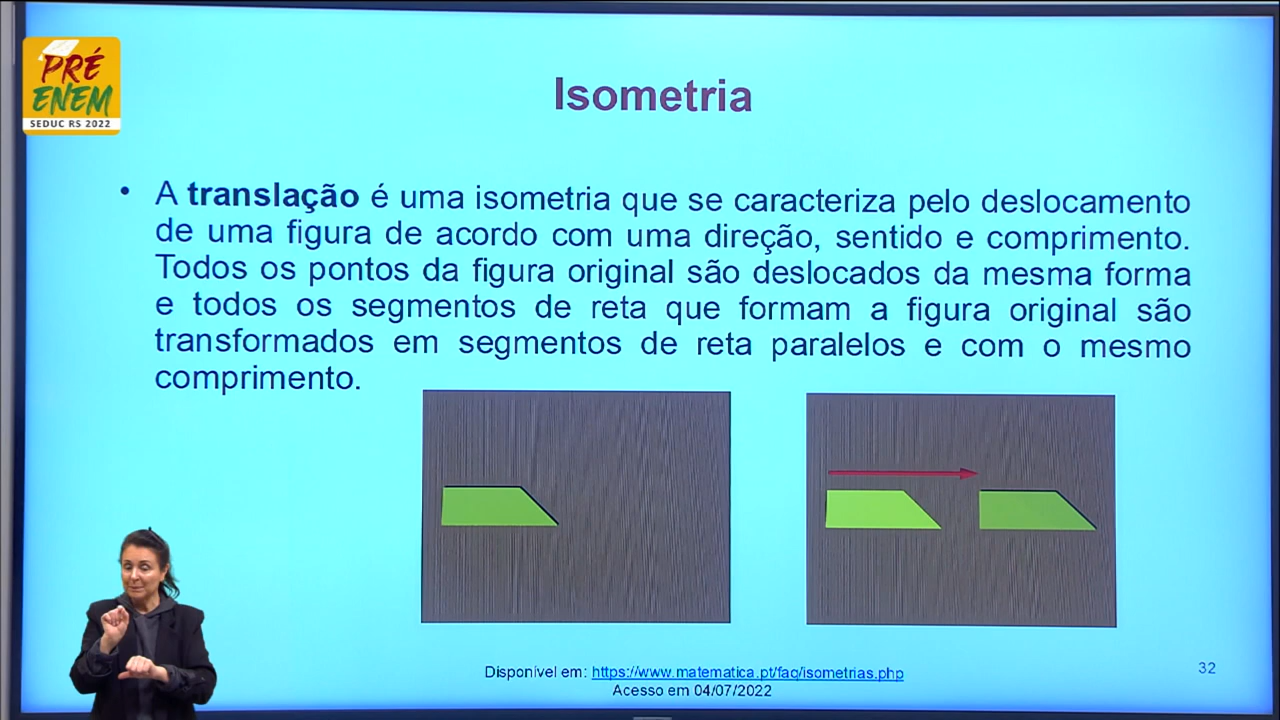 PRÉ
ENEM
SEDUC RS 2022
Isometria
• A translação é uma isometria que se caracteriza pelo deslocamento
de uma figura de acordo com uma direção, sentido e comprimento.
Todos os pontos da figura original são deslocados da mesma forma
e todos os segmentos de reta que formam a figura original são
transformados em segmentos de reta paralelos e com o mesmo
comprimento.
Disponível em: https://www.matematica.pt/faq/isometrias.php
Acesso em 04/07/2022
32